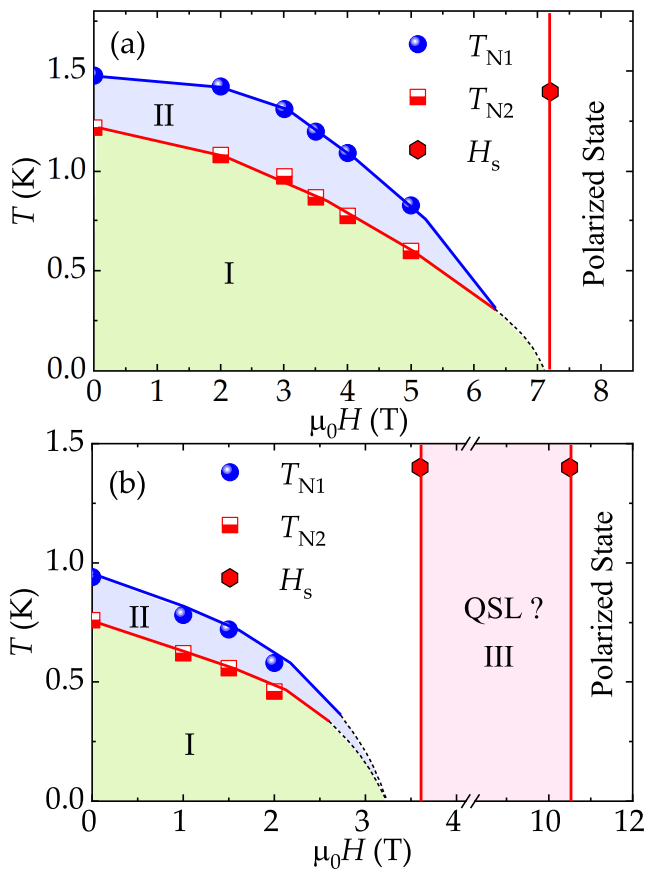 (a)
T_N1
T_N2
H_s
Polarized State
II
I
T (K)
1.5
1.0
0.5
0.0
0 1 2 3 4 5 6 7 8
μ₀H (T)
(b)
T_N1
T_N2
H_s
QSL ?
III
Polarized State
II
I
T (K)
1.5
1.0
0.5
0.0
0 1 2 3 4 10 12
μ₀H (T)